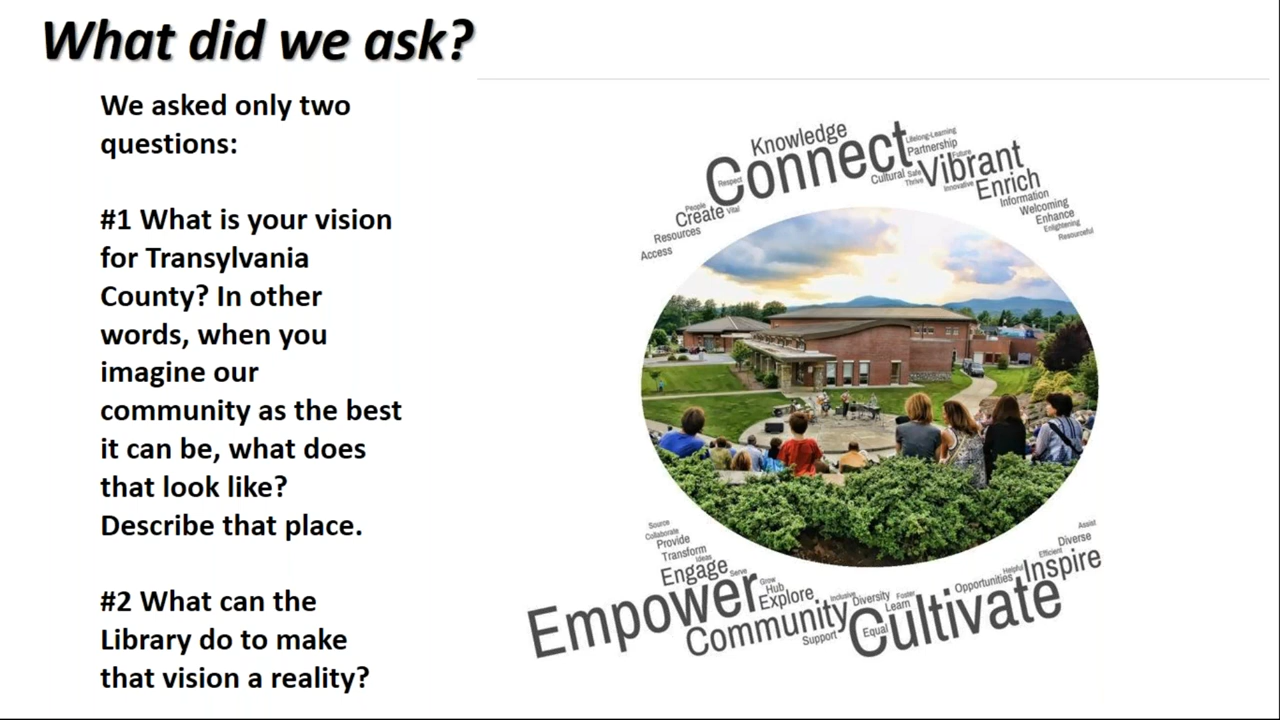 What did we ask?
We asked only two
questions:
#1 What is your vision
for Transylvania
County? In other
words, when you
imagine our
community as the best
it can be, what does
that look like?
Describe that place.
#2 What can the
Library do to make
that vision a reality?
Knowledge
Connect
Lifelong-Learning
Partnership
Future
Vibrant
Respect
Cultural
Safe
Thrive
Innovative
Enrich
Information
Welcoming
Enhance
Enlightening
Resourceful
People
Create
Vital
Resources
Access
Source
Collaborate
Provide
Transform
Ideas
Engage
Serve
Empower
Grow
Hub
Explore
Community
Inclusive
Diversity
Support
Foster
Learn
Equal
Cultivate
Opportunities
Helpful
Inspire
Efficient
Diverse
Assist